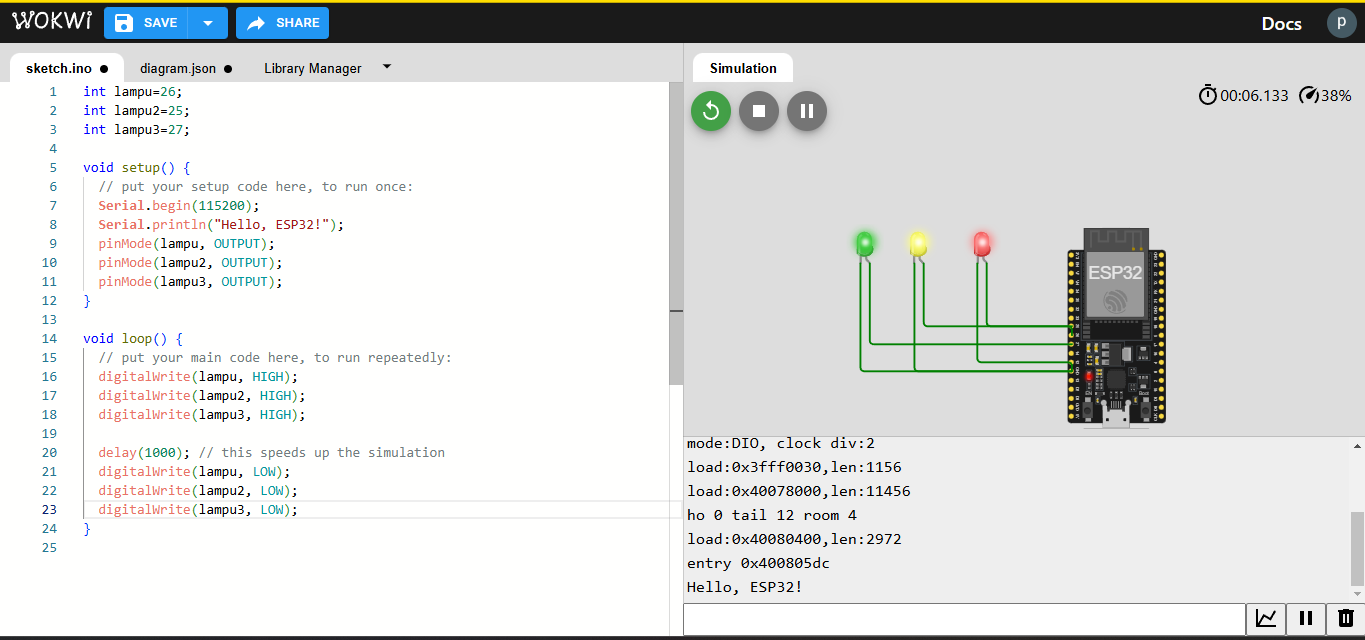 WOKWI SAVE SHARE Docs p
sketch.ino ● diagram.json ● Library Manager
1 int lampu=26;
2 int lampu2=25;
3 int lampu3=27;
4
5 void setup() {
6 // put your setup code here, to run once:
7 Serial.begin(115200);
8 Serial.println("Hello, ESP32!");
9 pinMode(lampu, OUTPUT);
10 pinMode(lampu2, OUTPUT);
11 pinMode(lampu3, OUTPUT);
12 }
13
14 void loop() {
15 // put your main code here, to run repeatedly:
16 digitalWrite(lampu, HIGH);
17 digitalWrite(lampu2, HIGH);
18 digitalWrite(lampu3, HIGH);
19
20 delay(1000); // this speeds up the simulation
21 digitalWrite(lampu, LOW);
22 digitalWrite(lampu2, LOW);
23 digitalWrite(lampu3, LOW);
24 }
25
Simulation
00:06.133 38%
ESP32
mode:DIO, clock div:2
load:0x3fff0030,len:1156
load:0x40078000,len:11456
ho 0 tail 12 room 4
load:0x40080400,len:2972
entry 0x400805dc
Hello, ESP32!